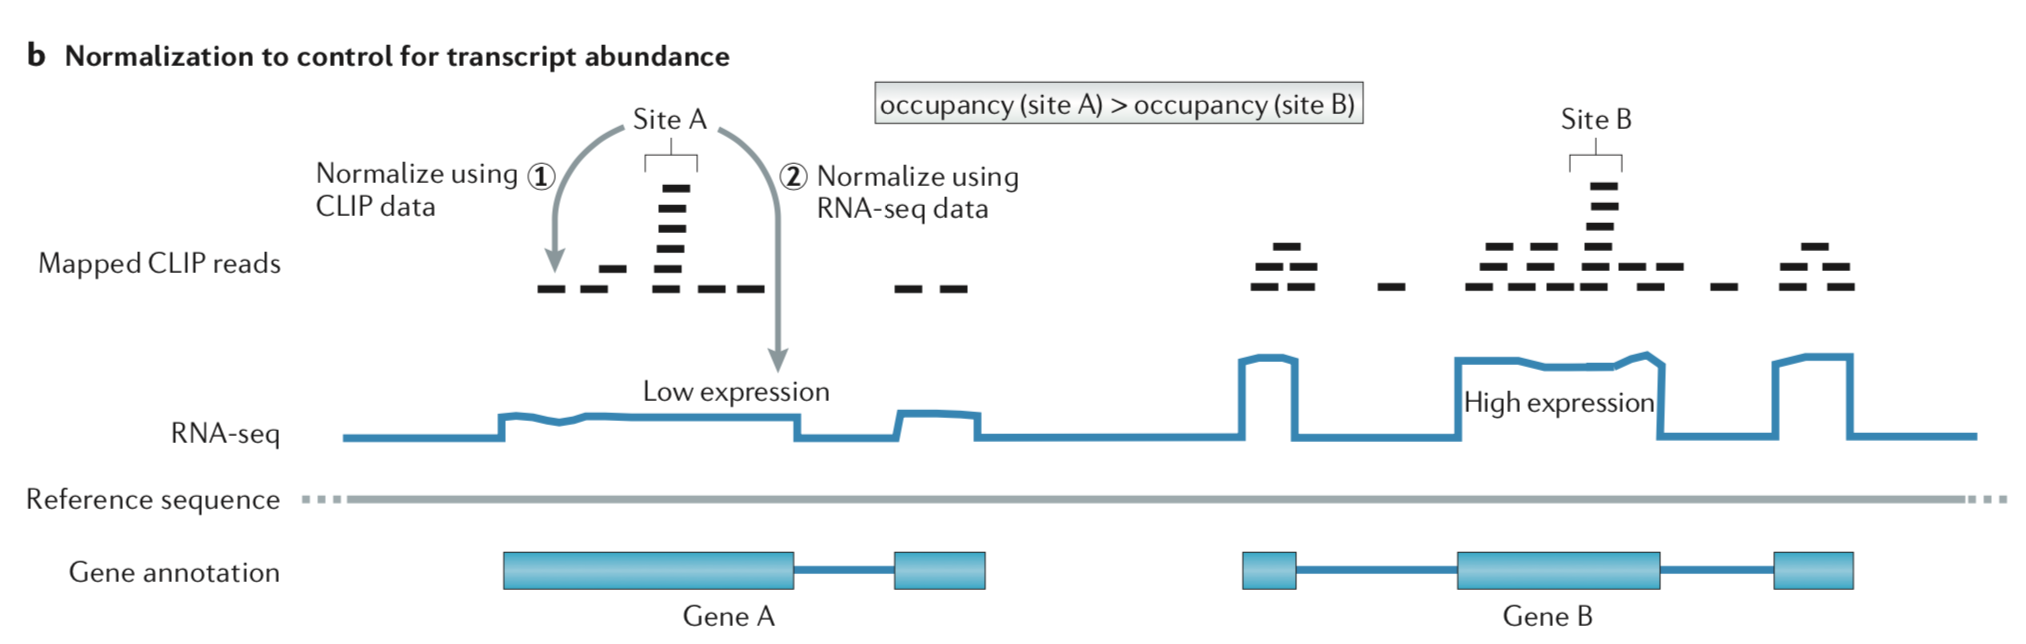 b Normalization to control for transcript abundance
occupancy (site A) > occupancy (site B)
Site A
Site B
Normalize using ①
CLIP data
② Normalize using
RNA-seq data
Mapped CLIP reads
Low expression
High expression
RNA-seq
Reference sequence
Gene annotation
Gene A
Gene B